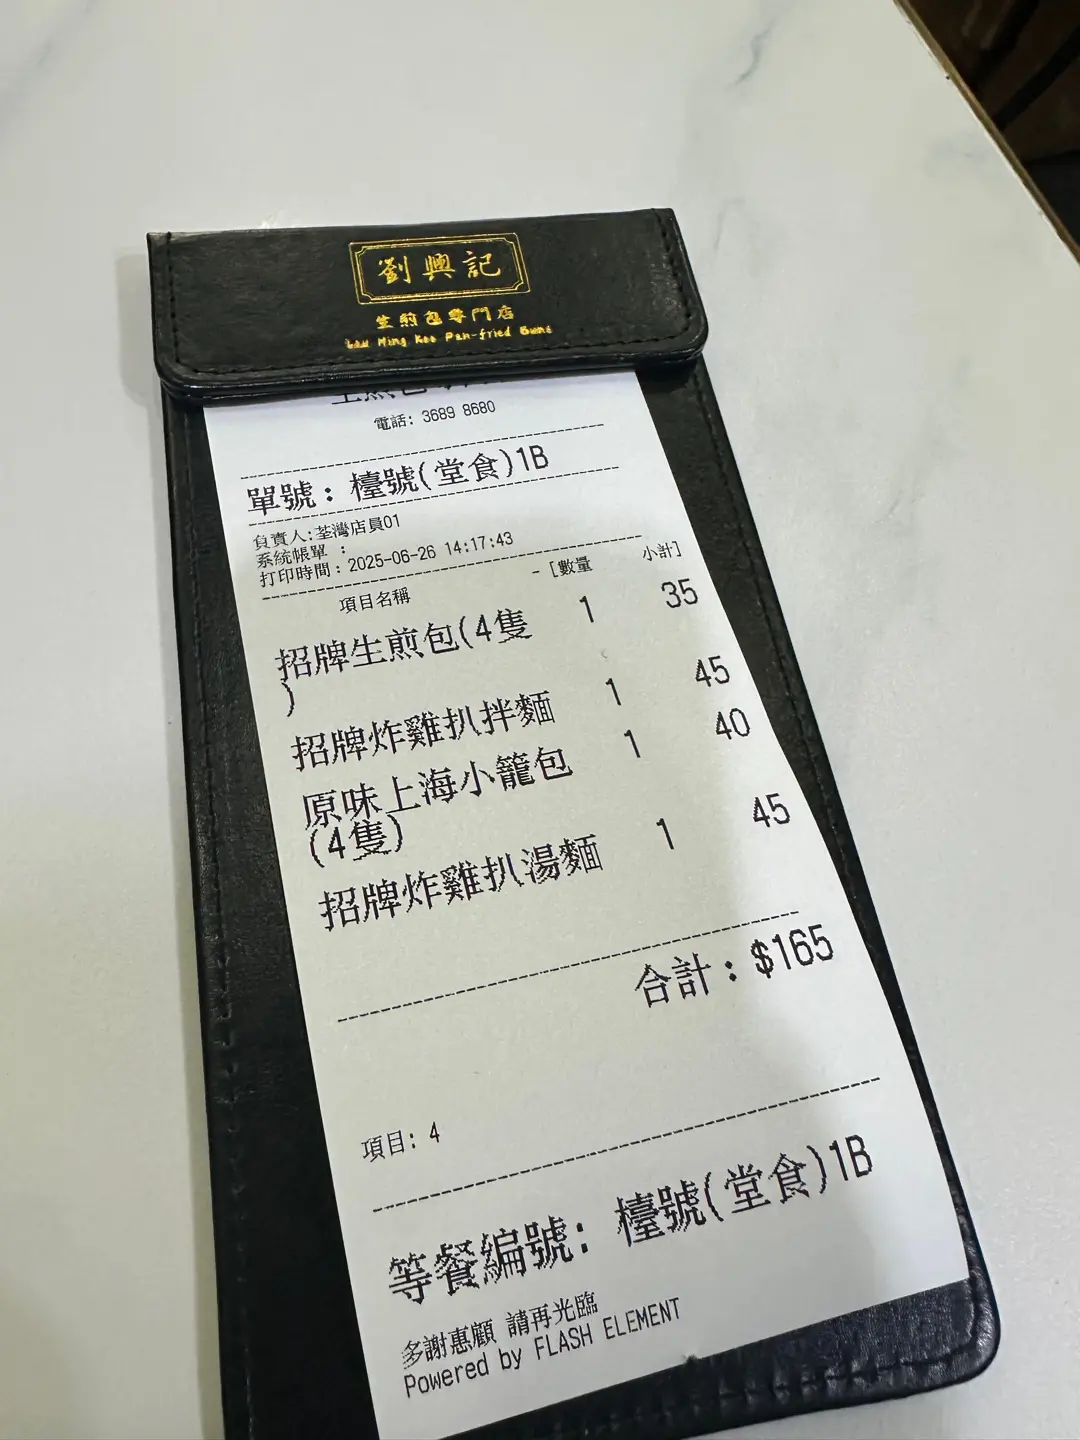 劉興記
生煎包專門店
Lau Hing Kee Pan-fried Buns
電話: 3689 8680
單號: 檯號(堂食)1B
負責人:荃灣店員01
系統帳單 :
打印時間:2025-06-26 14:17:43
項目名稱 - [數量 小計]
招牌生煎包(4隻 1 35
)
招牌炸雞扒拌麵 1 45
原味上海小籠包 1 40
(4隻)
招牌炸雞扒湯麵 1 45
合計:$165
項目: 4
等餐編號: 檯號(堂食)1B
多謝惠顧 請再光臨
Powered by FLASH ELEMENT